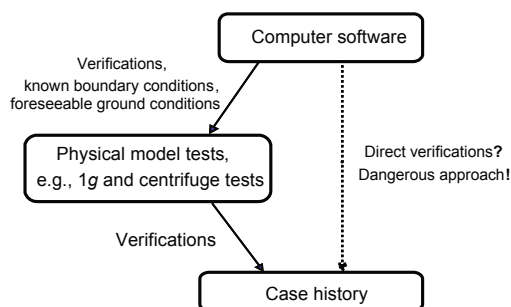 Computer software
Verifications,
known boundary conditions,
foreseeable ground conditions
Physical model tests,
e.g., 1g and centrifuge tests
Direct verifications?
Dangerous approach!
Verifications
Case history